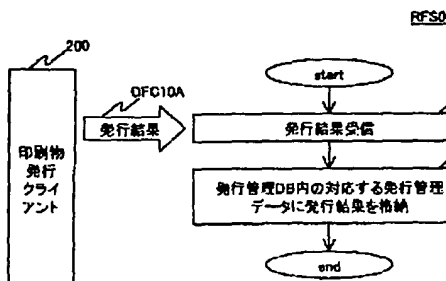 RFS0
200
OFC10A
start
発行結果
発行結果受信
印刷物
発行
クライ
アント
発行管理DB内の対応する発行管理
データに発行結果を格納
end